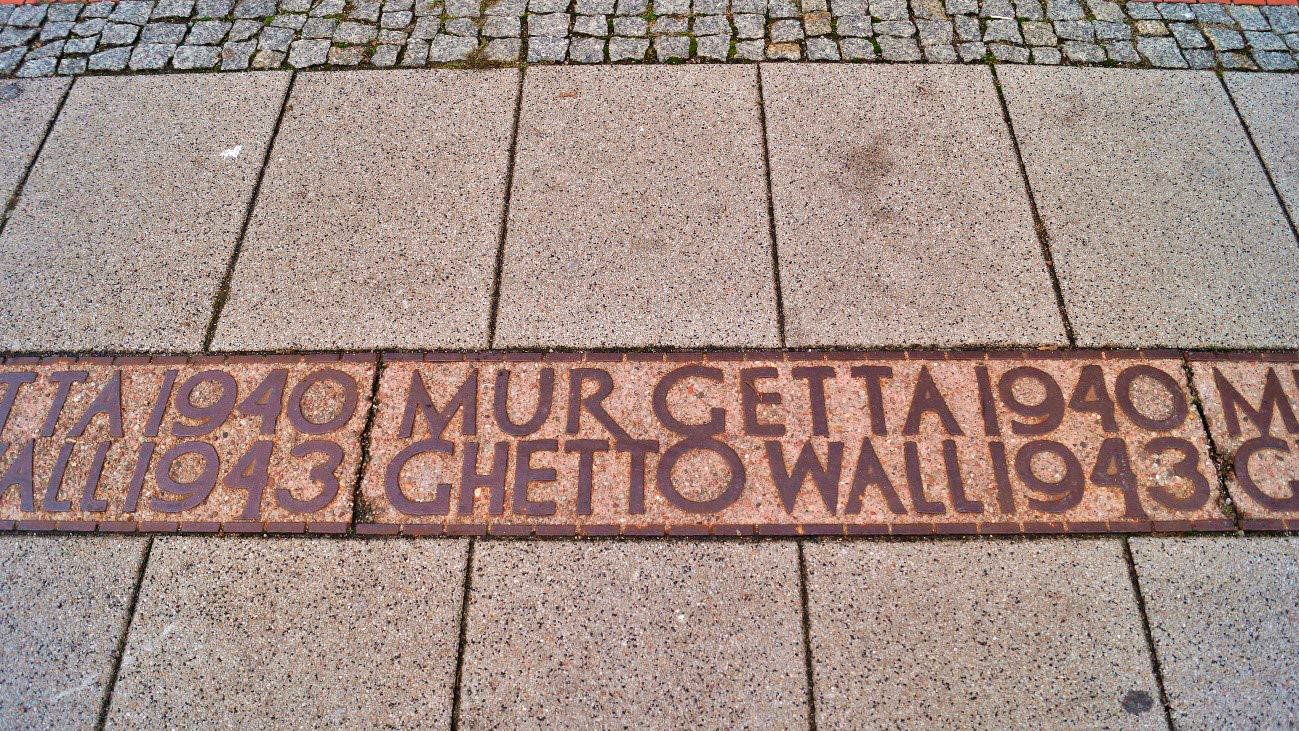 TTA 1940 MUR GETTA 1940 M
ALL 1943 GHETTO WALL 1943 G